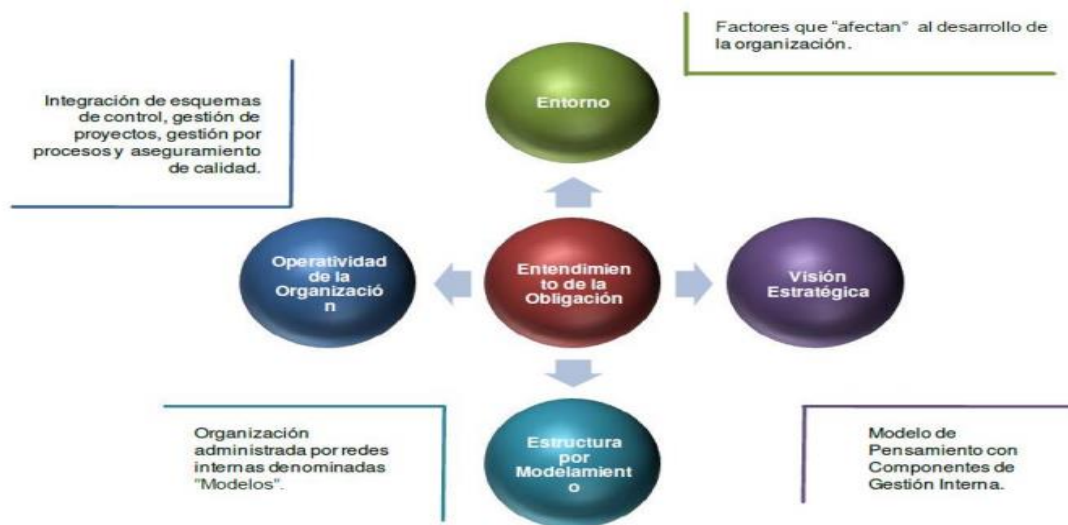 Factores que "afectan" al desarrollo de
la organización.
Entorno
Integración de esquemas
de control, gestión de
proyectos, gestión por
procesos y aseguramiento
de calidad.
Operatividad
de la
Organizació
n
Entendimien
to de la
Obligación
Visión
Estratégica
Organización
administrada por redes
internas denominadas
"Modelos".
Estructura
por
Modelamient
o
Modelo de
Pensamiento con
Componentes de
Gestión Interna.